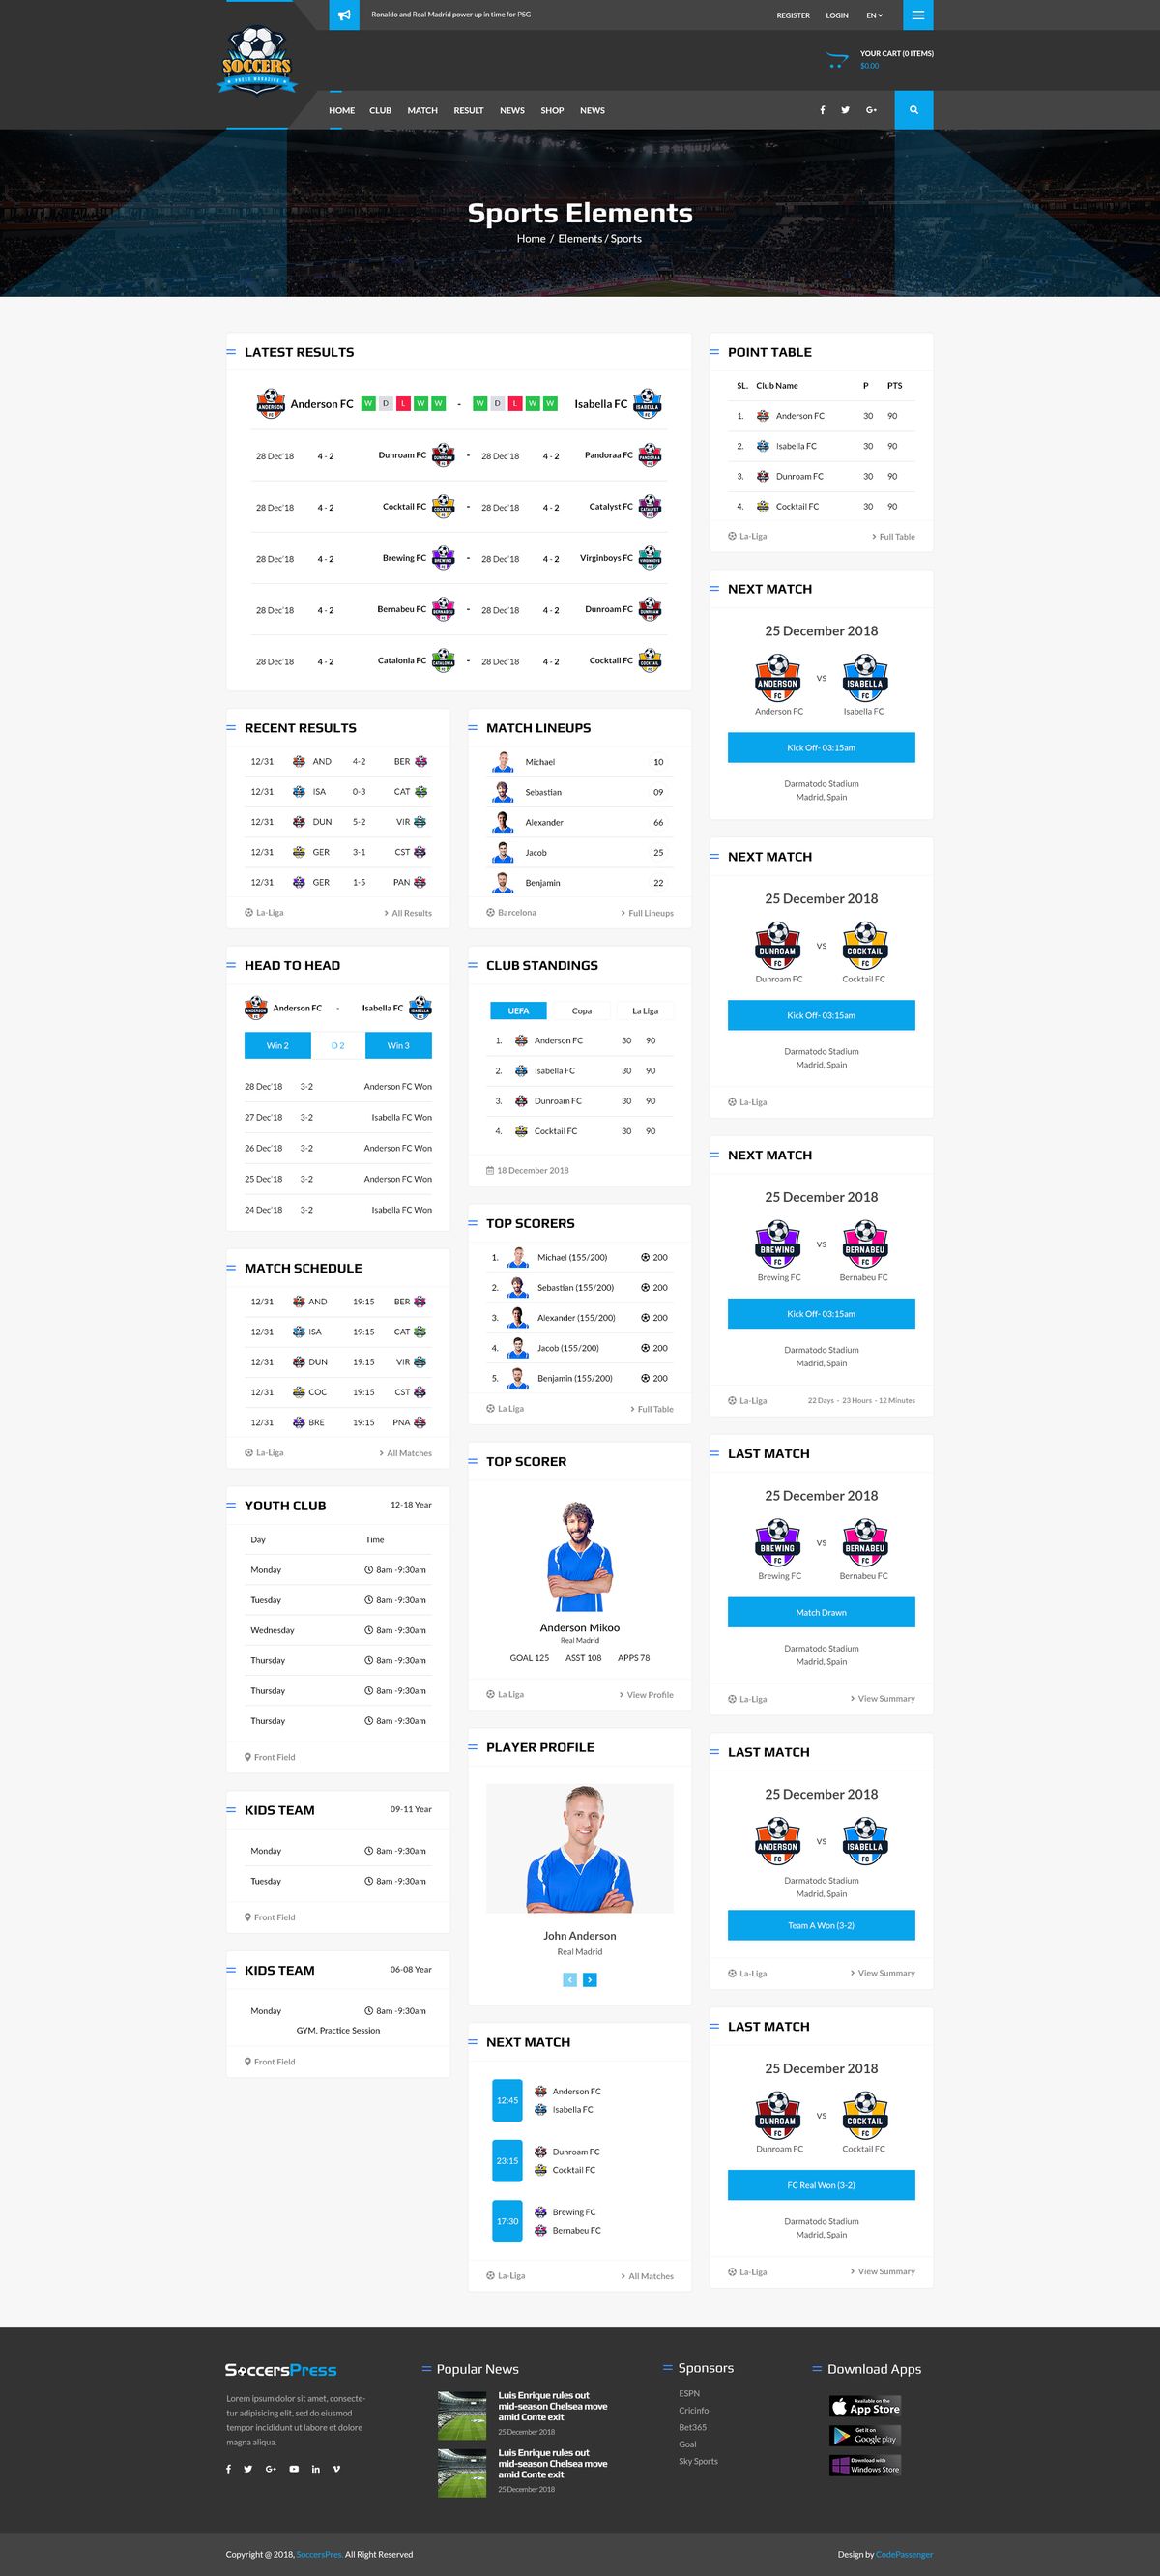 Ronaldo and Real Madrid power up in time for PSG
REGISTER LOGIN EN
SOCCERS
PRESS MAGAZINE
YOUR CART (0 ITEMS)
$0.00
HOME CLUB MATCH RESULT NEWS SHOP NEWS
Sports Elements
Home / Elements / Sports
LATEST RESULTS
Anderson FC W D L W W - W D L W W Isabella FC
28 Dec'18 4 - 2 Dunroam FC - 28 Dec'18 4 - 2 Pandoraa FC
28 Dec'18 4 - 2 Cocktail FC - 28 Dec'18 4 - 2 Catalyst FC
28 Dec'18 4 - 2 Brewing FC - 28 Dec'18 4 - 2 Virginboys FC
28 Dec'18 4 - 2 Bernabeu FC - 28 Dec'18 4 - 2 Dunroam FC
28 Dec'18 4 - 2 Catalonia FC - 28 Dec'18 4 - 2 Cocktail FC
RECENT RESULTS
12/31 AND 4-2 BER
12/31 ISA 0-3 CAT
12/31 DUN 5-2 VIR
12/31 GER 3-1 CST
12/31 GER 1-5 PAN
La-Liga All Results
HEAD TO HEAD
Anderson FC - Isabella FC
Win 2 D 2 Win 3
28 Dec'18 3-2 Anderson FC Won
27 Dec'18 3-2 Isabella FC Won
26 Dec'18 3-2 Anderson FC Won
25 Dec'18 3-2 Anderson FC Won
24 Dec'18 3-2 Isabella FC Won
MATCH SCHEDULE
12/31 AND 19:15 BER
12/31 ISA 19:15 CAT
12/31 DUN 19:15 VIR
12/31 COC 19:15 CST
12/31 BRE 19:15 PNA
La-Liga All Matches
YOUTH CLUB 12-18 Year
Day Time
Monday 8am -9:30am
Tuesday 8am -9:30am
Wednesday 8am -9:30am
Thursday 8am -9:30am
Thursday 8am -9:30am
Thursday 8am -9:30am
Front Field
KIDS TEAM 09-11 Year
Monday 8am -9:30am
Tuesday 8am -9:30am
Front Field
KIDS TEAM 06-08 Year
Monday 8am -9:30am
GYM, Practice Session
Front Field
MATCH LINEUPS
Michael 10
Sebastian 09
Alexander 66
Jacob 25
Benjamin 22
Barcelona Full Lineups
CLUB STANDINGS
UEFA Copa La Liga
1. Anderson FC 30 90
2. Isabella FC 30 90
3. Dunroam FC 30 90
4. Cocktail FC 30 90
18 December 2018
TOP SCORERS
1. Michael (155/200) 200
2. Sebastian (155/200) 200
3. Alexander (155/200) 200
4. Jacob (155/200) 200
5. Benjamin (155/200) 200
La Liga Full Table
TOP SCORER
Anderson Mikoo
Real Madrid
GOAL 125 ASST 108 APPS 78
La Liga View Profile
PLAYER PROFILE
John Anderson
Real Madrid
NEXT MATCH
12:45 Anderson FC
Isabella FC
23:15 Dunroam FC
Cocktail FC
17:30 Brewing FC
Bernabeu FC
La-Liga All Matches
POINT TABLE
SL. Club Name P PTS
1. Anderson FC 30 90
2. Isabella FC 30 90
3. Dunroam FC 30 90
4. Cocktail FC 30 90
La-Liga Full Table
NEXT MATCH
25 December 2018
ANDERSON FC VS ISABELLA FC
Anderson FC Isabella FC
Kick Off- 03:15am
Darmatodo Stadium
Madrid, Spain
NEXT MATCH
25 December 2018
DUNROAM FC VS COCKTAIL FC
Dunroam FC Cocktail FC
Kick Off- 03:15am
Darmatodo Stadium
Madrid, Spain
La-Liga
NEXT MATCH
25 December 2018
BREWING FC VS BERNABEU FC
Brewing FC Bernabeu FC
Kick Off- 03:15am
Darmatodo Stadium
Madrid, Spain
La-Liga 22 Days - 23 Hours - 12 Minutes
LAST MATCH
25 December 2018
BREWING FC VS BERNABEU FC
Brewing FC Bernabeu FC
Match Drawn
Darmatodo Stadium
Madrid, Spain
La-Liga View Summary
LAST MATCH
25 December 2018
ANDERSON FC VS ISABELLA FC
Darmatodo Stadium
Madrid, Spain
Team A Won (3-2)
La-Liga View Summary
LAST MATCH
25 December 2018
DUNROAM FC VS COCKTAIL FC
Dunroam FC Cocktail FC
FC Real Won (3-2)
Darmatodo Stadium
Madrid, Spain
La-Liga View Summary
SoccersPress
Lorem ipsum dolor sit amet, consecte-
tur adipisicing elit, sed do eiusmod
tempor incididunt ut labore et dolore
magna aliqua.
Popular News
Luis Enrique rules out
mid-season Chelsea move
amid Conte exit
25 December 2018
Luis Enrique rules out
mid-season Chelsea move
amid Conte exit
25 December 2018
Sponsors
ESPN
Cricinfo
Bet365
Goal
Sky Sports
Download Apps
Available on the
App Store
Get it on
Google play
Download with
Windows Store
Copyright @ 2018, SoccersPres. All Right Reserved
Design by CodePassenger